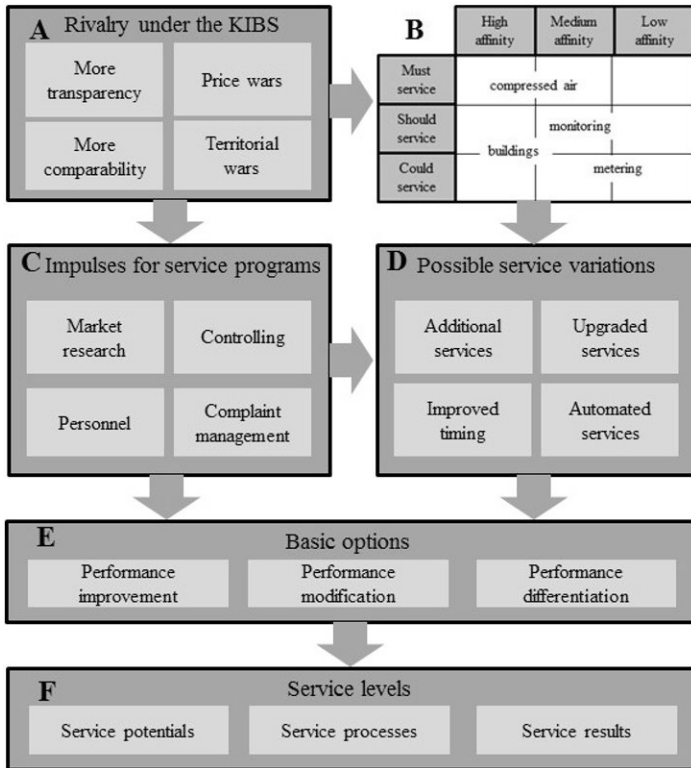 A Rivalry under the KIBS
More
transparency
Price wars
More
comparability
Territorial
wars
B
High
affinity
Medium
affinity
Low
affinity
Must
service
compressed air
Should
service
monitoring
buildings
Could
service
metering
C Impulses for service programs
Market
research
Controlling
Personnel
Complaint
management
D Possible service variations
Additional
services
Upgraded
services
Improved
timing
Automated
services
E
Basic options
Performance
improvement
Performance
modification
Performance
differentiation
F
Service levels
Service potentials
Service processes
Service results